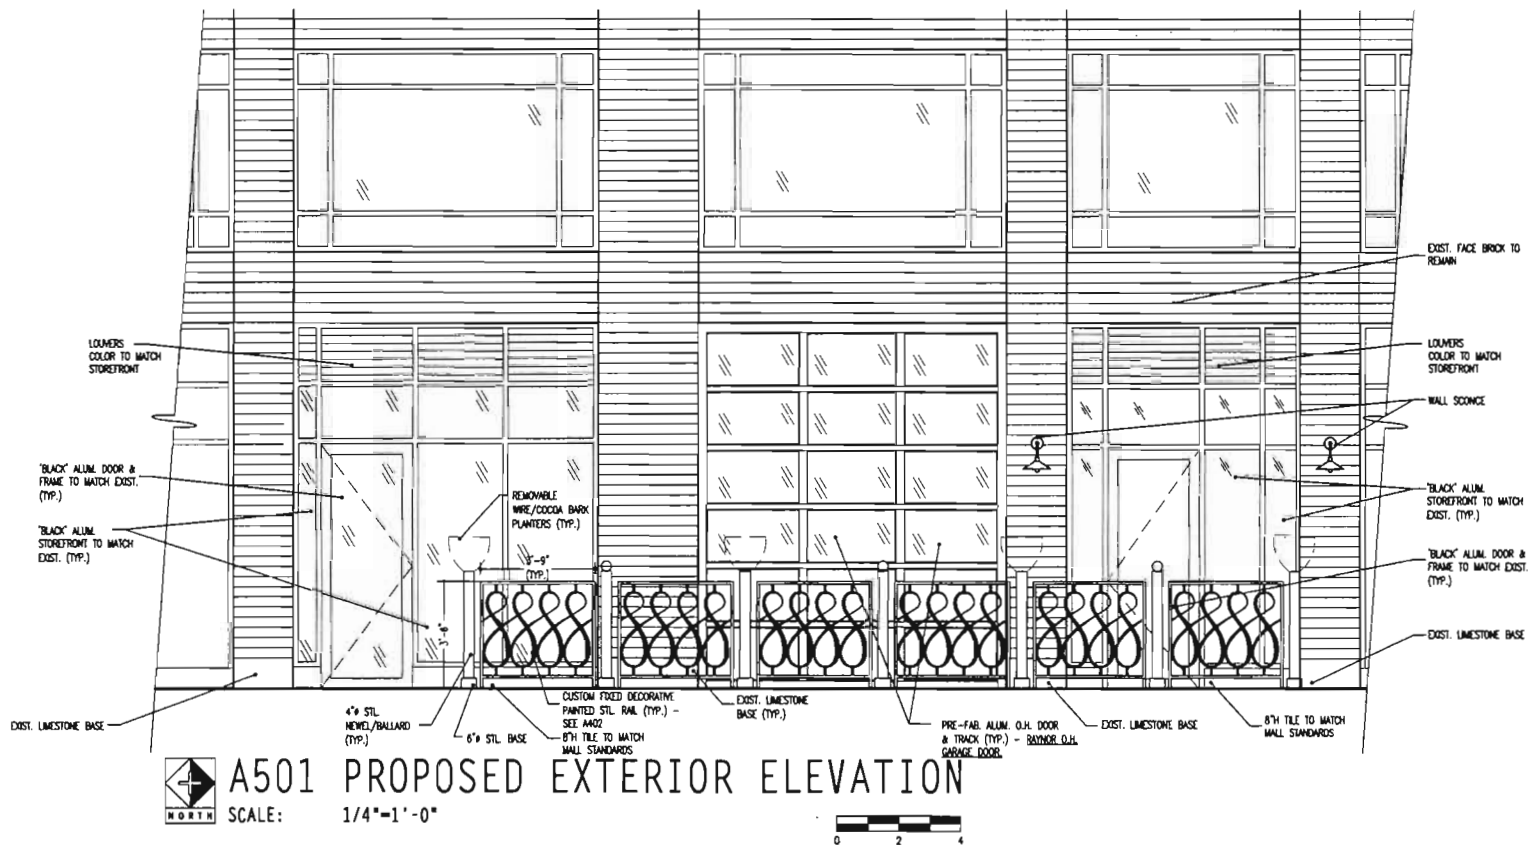 EXIST. FACE BRICK TO
REMAIN
LOUVERS
COLOR TO MATCH
STOREFRONT
LOUVERS
COLOR TO MATCH
STOREFRONT
WALL SCONCE
"BLACK" ALUM. DOOR &
FRAME TO MATCH EXIST.
(TYP.)
"BLACK" ALUM.
STOREFRONT TO MATCH
EXIST. (TYP.)
REMOVABLE
WIRE/COCOA BARK
PLANTERS (TYP.)
3'-9"
(TYP.)
3'-6"
"BLACK" ALUM.
STOREFRONT TO MATCH
EXIST. (TYP.)
"BLACK" ALUM. DOOR &
FRAME TO MATCH EXIST.
(TYP.)
EXIST. LIMESTONE BASE
EXIST. LIMESTONE BASE
4"ø STL.
NEWEL/BALLARD
(TYP.)
6"ø STL. BASE
CUSTOM FIXED DECORATIVE
PAINTED STL. RAIL (TYP.) -
SEE A402
8"H TILE TO MATCH
MALL STANDARDS
EXIST. LIMESTONE
BASE (TYP.)
PRE-FAB. ALUM. O.H. DOOR
& TRACK (TYP.) - RAYNOR O.H.
GARAGE DOOR.
EXIST. LIMESTONE BASE
8"H TILE TO MATCH
MALL STANDARDS
NORTH
A501 PROPOSED EXTERIOR ELEVATION
SCALE: 1/4"=1'-0"
0 2 4